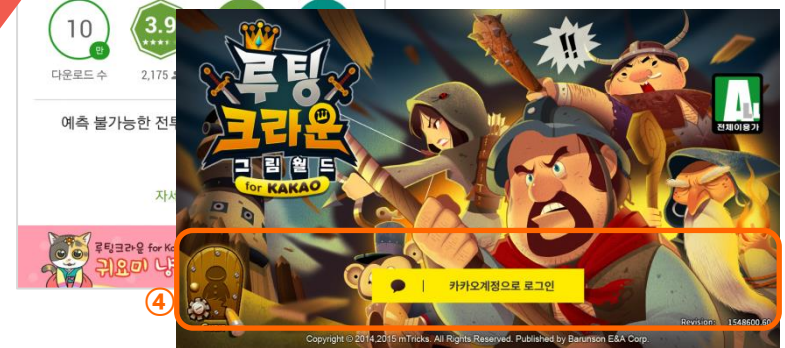 10
만
다운로드 수
3.9
2,175
예측 불가능한 전투
자세
루팅크라운 for Ka
귀요미 냥
루팅
크라운
그림월드
for KAKAO
!!
전체이용가
카카오계정으로 로그인
④
Revision: 1548600.60
Copyright © 2014,2015 mTricks. All Rights Reserved. Published by Barunson E&A Corp.